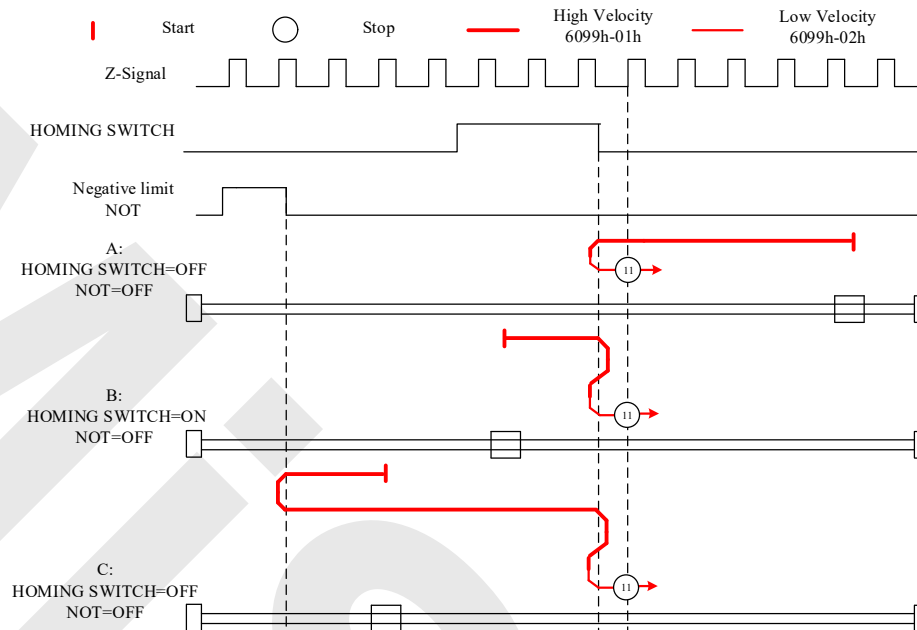 Start
Stop
High Velocity
6099h-01h
Low Velocity
6099h-02h
Z-Signal
HOMING SWITCH
Negative limit
NOT
A:
HOMING SWITCH=OFF
NOT=OFF
11
B:
HOMING SWITCH=ON
NOT=OFF
11
C:
HOMING SWITCH=OFF
NOT=OFF
11